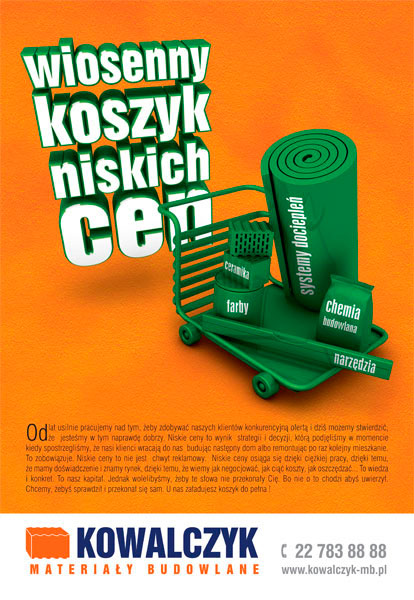 wiosenny
koszyk
niskich
cen
systemy dociepleń
ceramika
farby
chemia
budowlana
narzędzia
Od lat usilnie pracujemy nad tym, żeby zdobywać naszych klientów konkurencyjną ofertą i dziś możemy stwierdzić,
że jesteśmy w tym naprawdę dobrzy. Niskie ceny to wynik strategii i decyzji, którą podjęliśmy w momencie
kiedy spostrzegliśmy, że nasi klienci wracają do nas budując następny dom albo remontując po raz kolejny mieszkanie.
To zobowiązuje. Niskie ceny to nie jest chwyt reklamowy. Niskie ceny osiąga się dzięki ciężkiej pracy, dzięki temu,
że mamy doświadczenie i znamy rynek, dzięki temu, że wiemy jak negocjować, jak ciąć koszty, jak oszczędzać... To wiedza
i konkret. To nasz kapitał. Jednak wolelibyśmy, żeby te słowa nie przekonały Cię. Bo nie o to chodzi abyś uwierzył.
Chcemy, żebyś sprawdził i przekonał się sam. U nas załadujesz koszyk do pełna !
KOWALCZYK
MATERIAŁY BUDOWLANE
22 783 88 88
www.kowalczyk-mb.pl